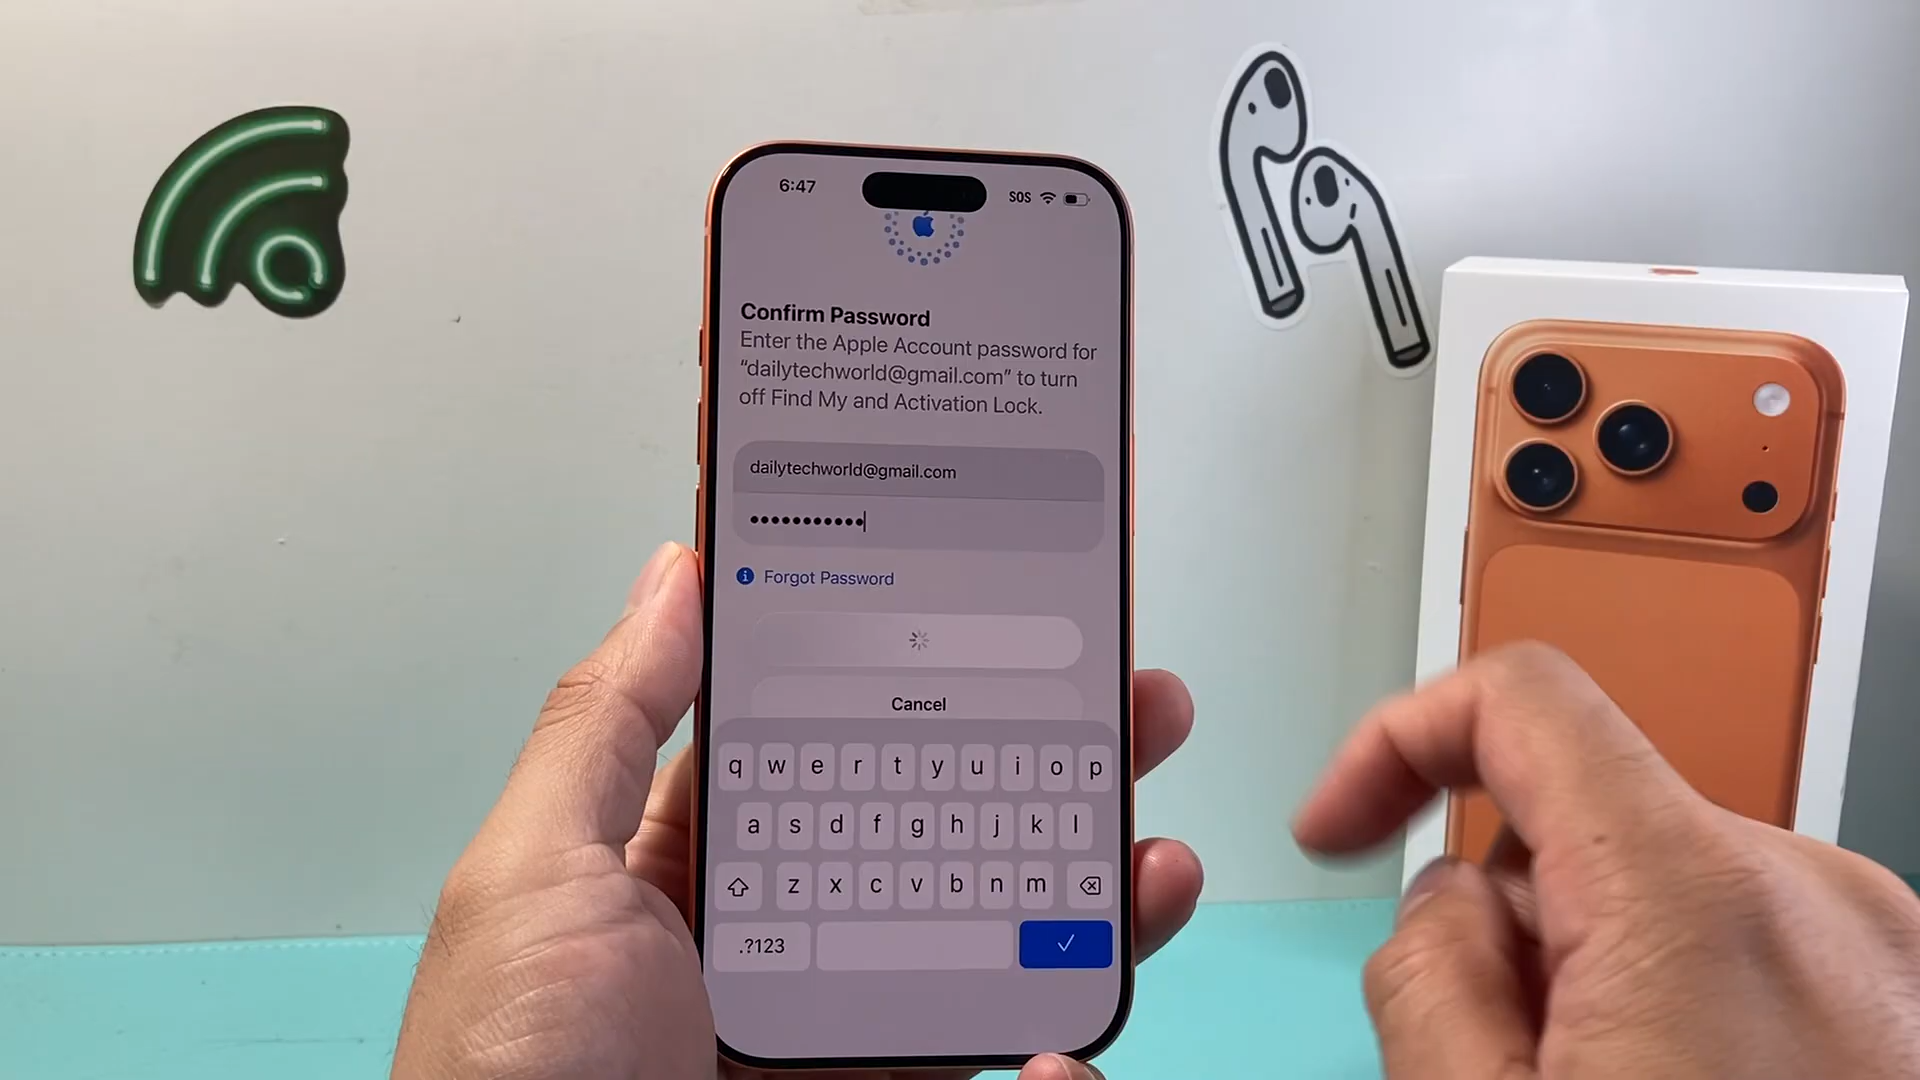 6:47
SOS
Confirm Password
Enter the Apple Account password for
“dailytechworld@gmail.com” to turn
off Find My and Activation Lock.
dailytechworld@gmail.com
Forgot Password
Cancel
q w e r t y u i o p
a s d f g h j k l
z x c v b n m
.?123